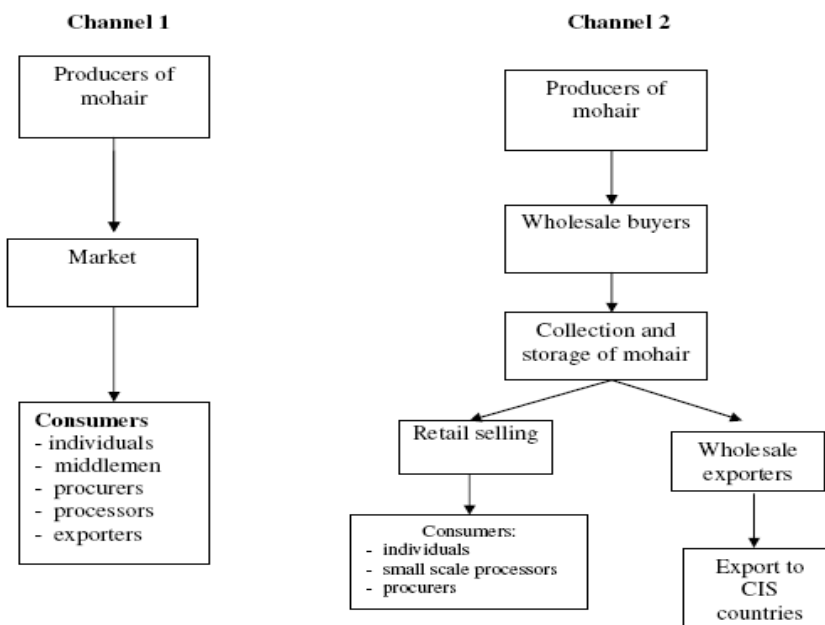 Channel 1
Producers of
mohair
Market
Consumers
- individuals
- middlemen
- procurers
- processors
- exporters
Channel 2
Producers of
mohair
Wholesale buyers
Collection and
storage of mohair
Retail selling
Consumers:
- individuals
- small scale processors
- procurers
Wholesale
exporters
Export to
CIS
countries